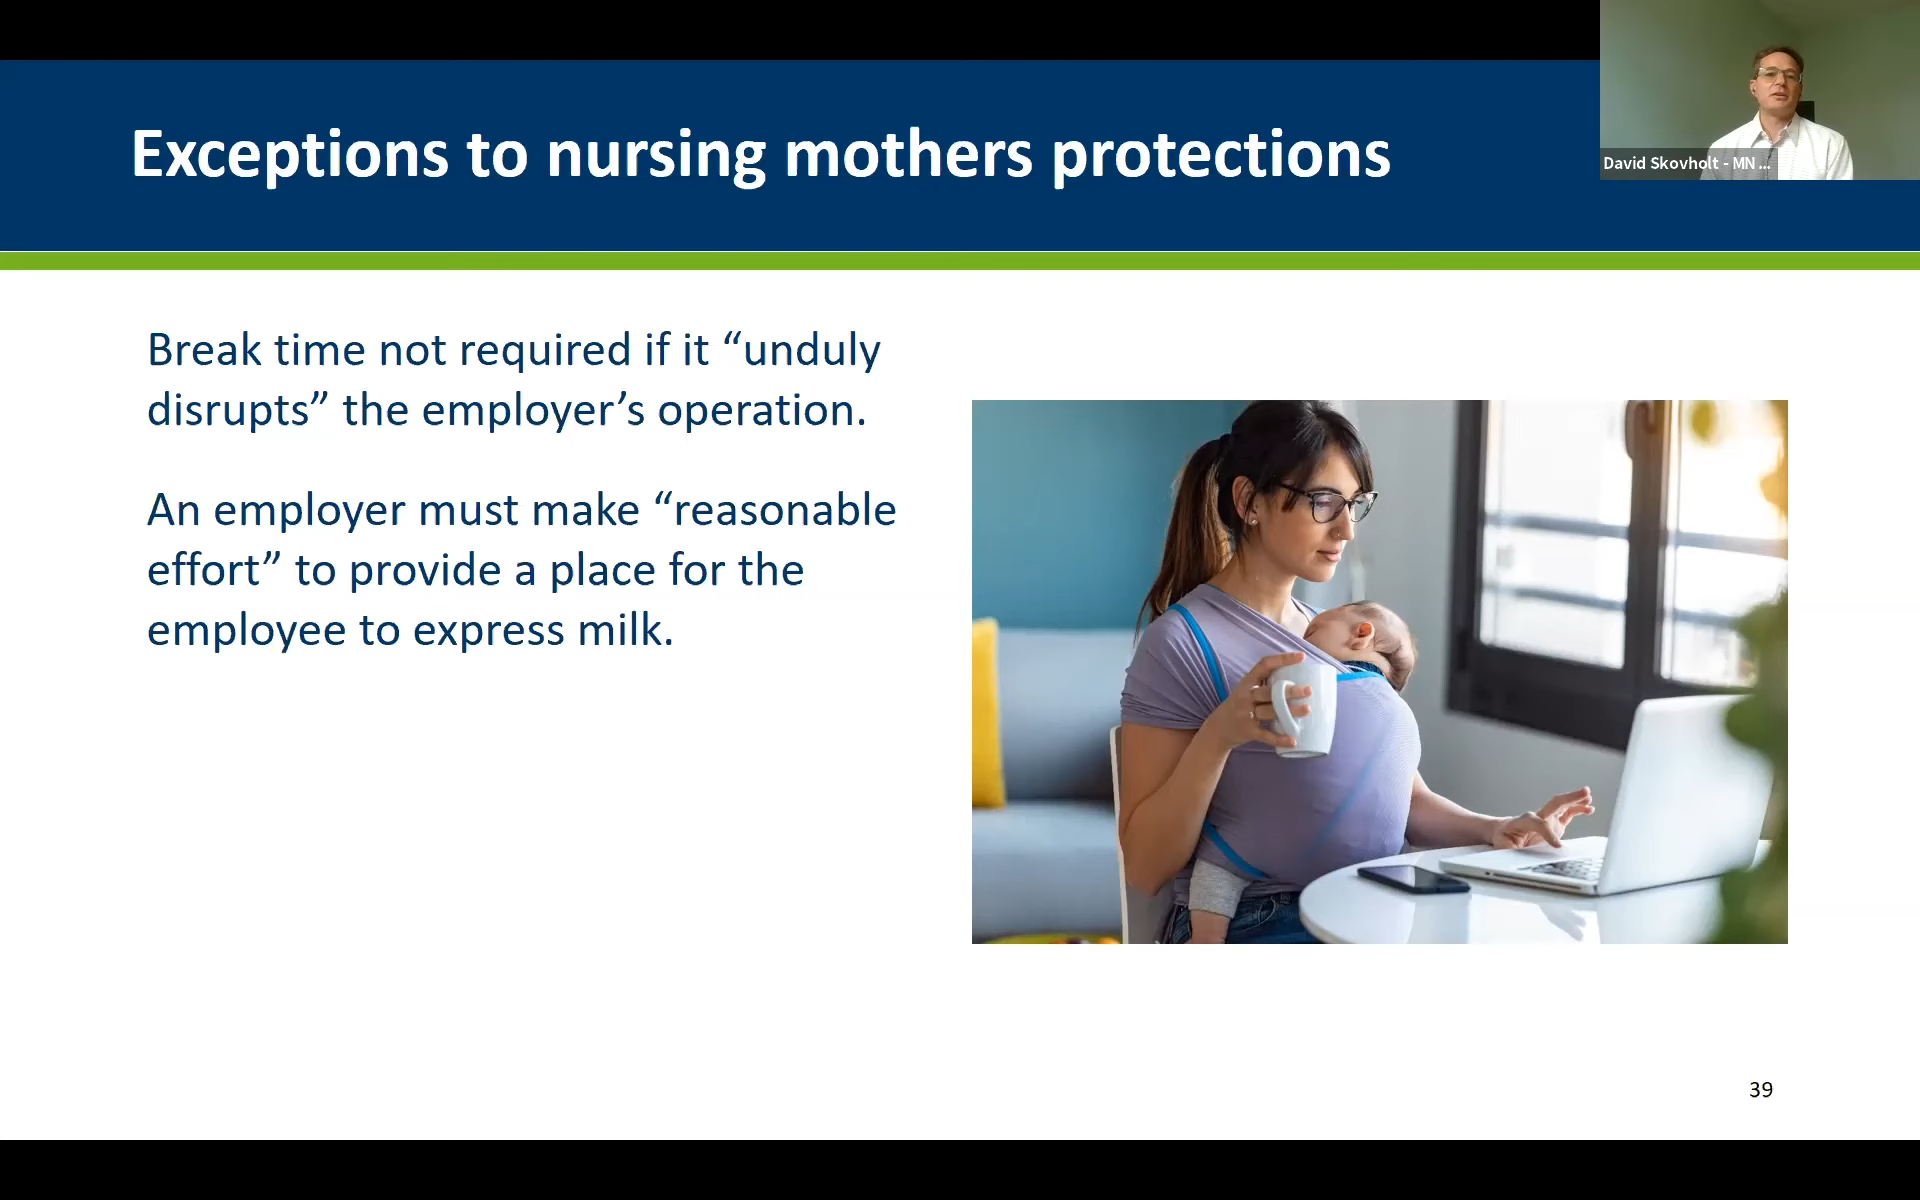 Exceptions to nursing mothers protections
David Skovholt - MN ...
Break time not required if it “unduly
disrupts” the employer’s operation.
An employer must make “reasonable
effort” to provide a place for the
employee to express milk.
39